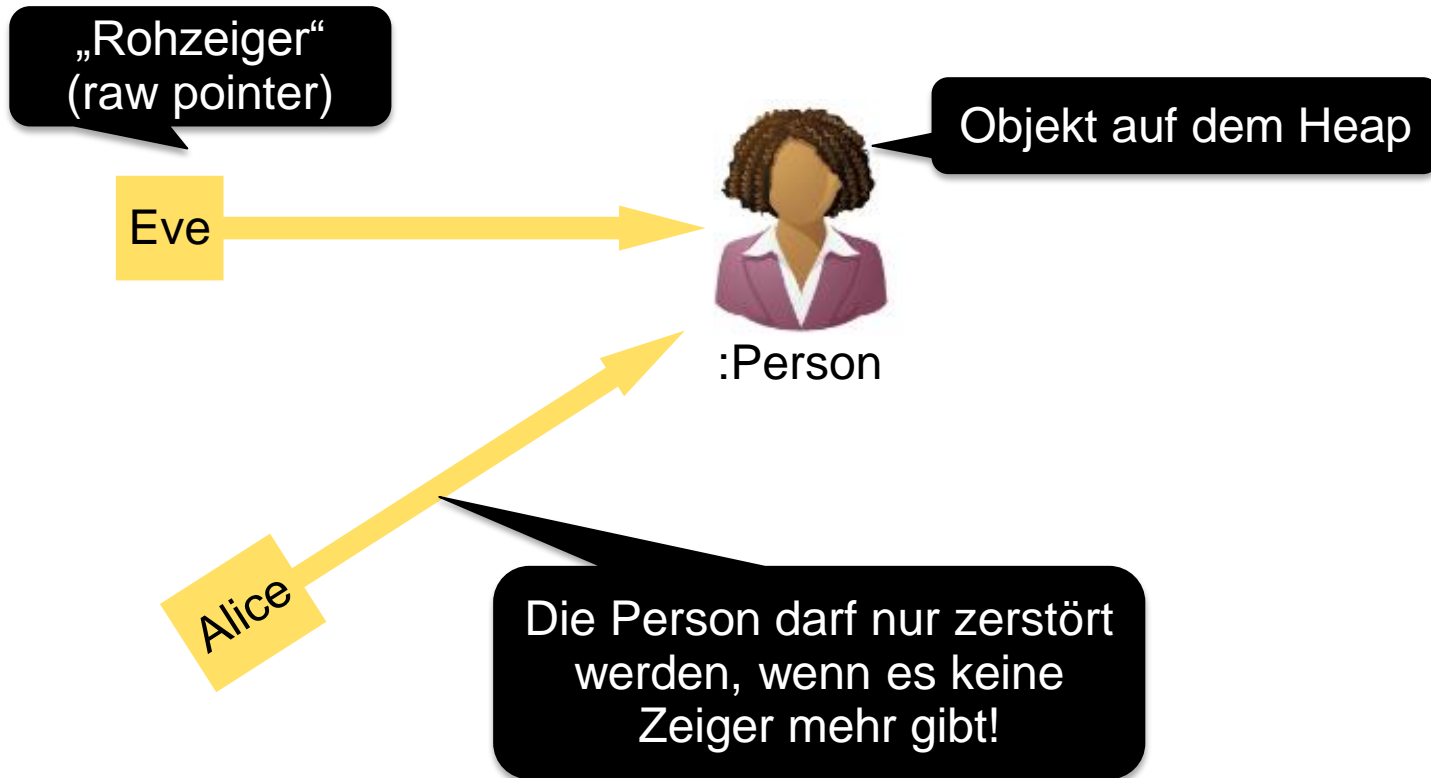 „Rohzeiger“
(raw pointer)
Objekt auf dem Heap
Eve
:Person
Alice
Die Person darf nur zerstört
werden, wenn es keine
Zeiger mehr gibt!